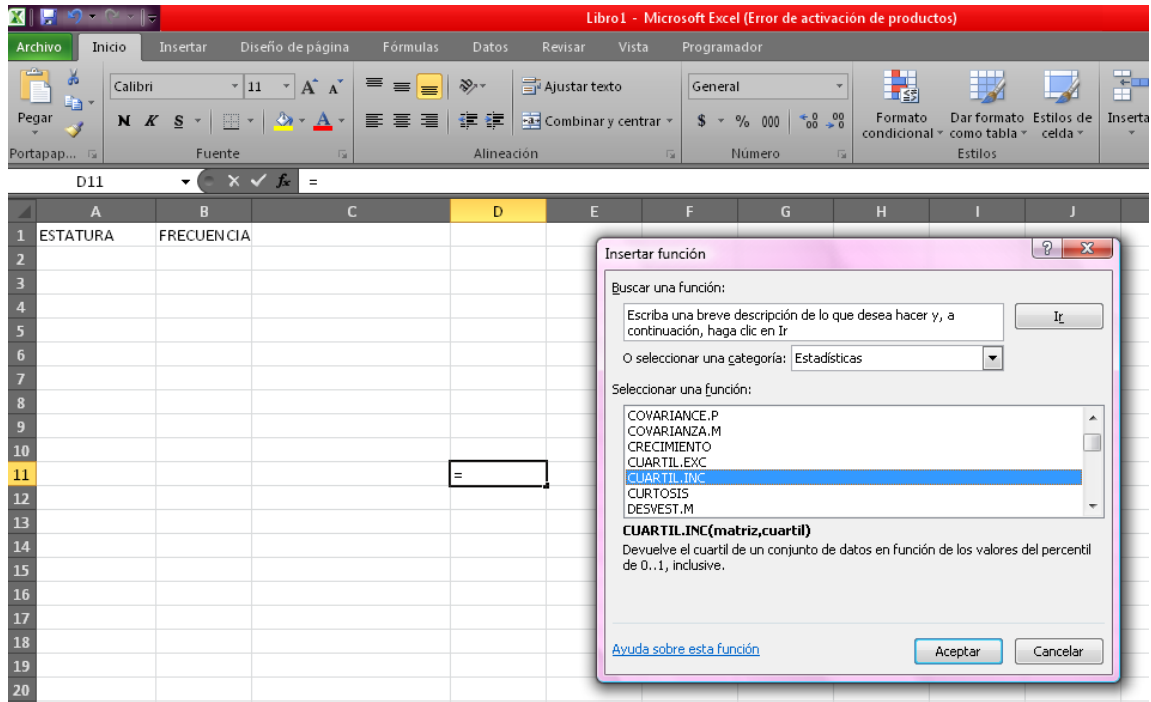 Libro1 - Microsoft Excel (Error de activación de productos)
Archivo Inicio Insertar Diseño de página Fórmulas Datos Revisar Vista Programador
Pegar
Calibri 11 A A
N K S A
Ajustar texto
Combinar y centrar
General
$ % 000
Formato condicional
Dar formato como tabla
Estilos de celda
Inserta
Portapap... Fuente Alineación Número Estilos
D11 fx =
A B C D E F G H I J
1 ESTATURA FRECUENCIA
2
3
4
5
6
7
8
9
10
11 =
12
13
14
15
16
17
18
19
20
Insertar función
Buscar una función:
Escriba una breve descripción de lo que desea hacer y, a
continuación, haga clic en Ir
Ir
O seleccionar una categoría: Estadísticas
Seleccionar una función:
COVARIANCE.P
COVARIANZA.M
CRECIMIENTO
CUARTIL.EXC
CUARTIL.INC
CURTOSIS
DESVEST.M
CUARTIL.INC(matriz,cuartil)
Devuelve el cuartil de un conjunto de datos en función de los valores del percentil
de 0..1, inclusive.
Ayuda sobre esta función
Aceptar Cancelar